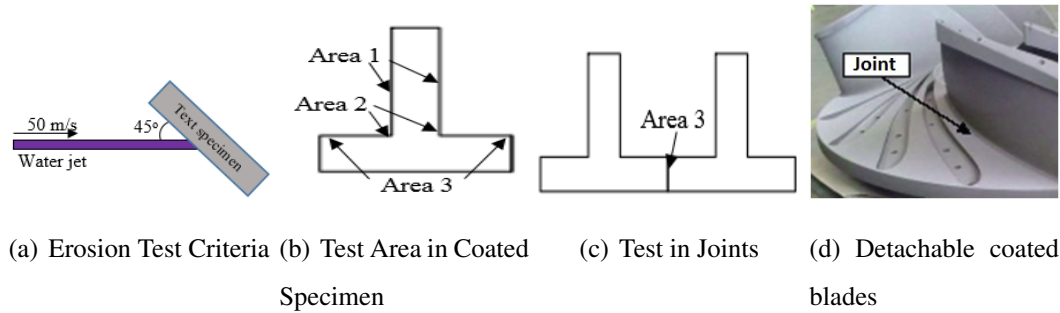 50 m/s
45°
Text specimen
Water jet
Area 1
Area 2
Area 3
Area 3
Joint
(a) Erosion Test Criteria
(b) Test Area in Coated
Specimen
(c) Test in Joints
(d) Detachable coated
blades